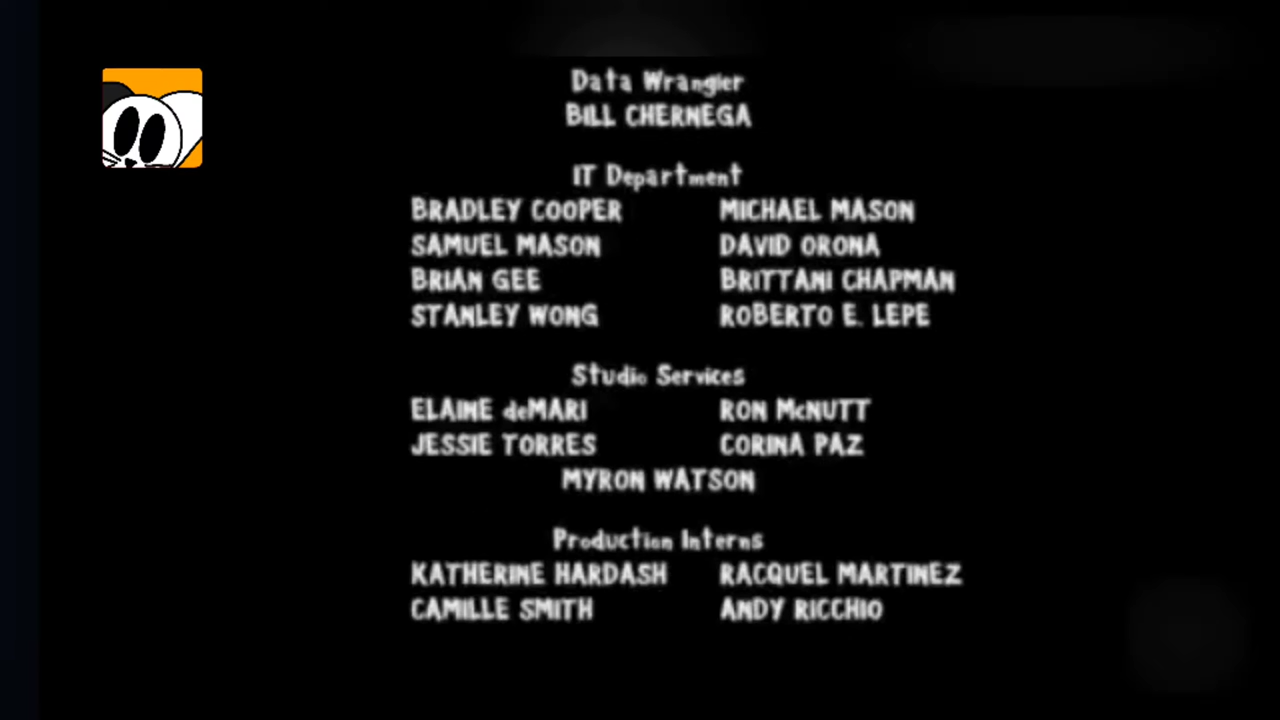 Data Wrangler
BILL CHERNEGA
IT Department
BRADLEY COOPER MICHAEL MASON
SAMUEL MASON DAVID ORONA
BRIAN GEE BRITTANI CHAPMAN
STANLEY WONG ROBERTO E. LEPE
Studio Services
ELAINE deMARI RON McNUTT
JESSIE TORRES CORINA PAZ
MYRON WATSON
Production Interns
KATHERINE HARDASH RACQUEL MARTINEZ
CAMILLE SMITH ANDY RICCHIO